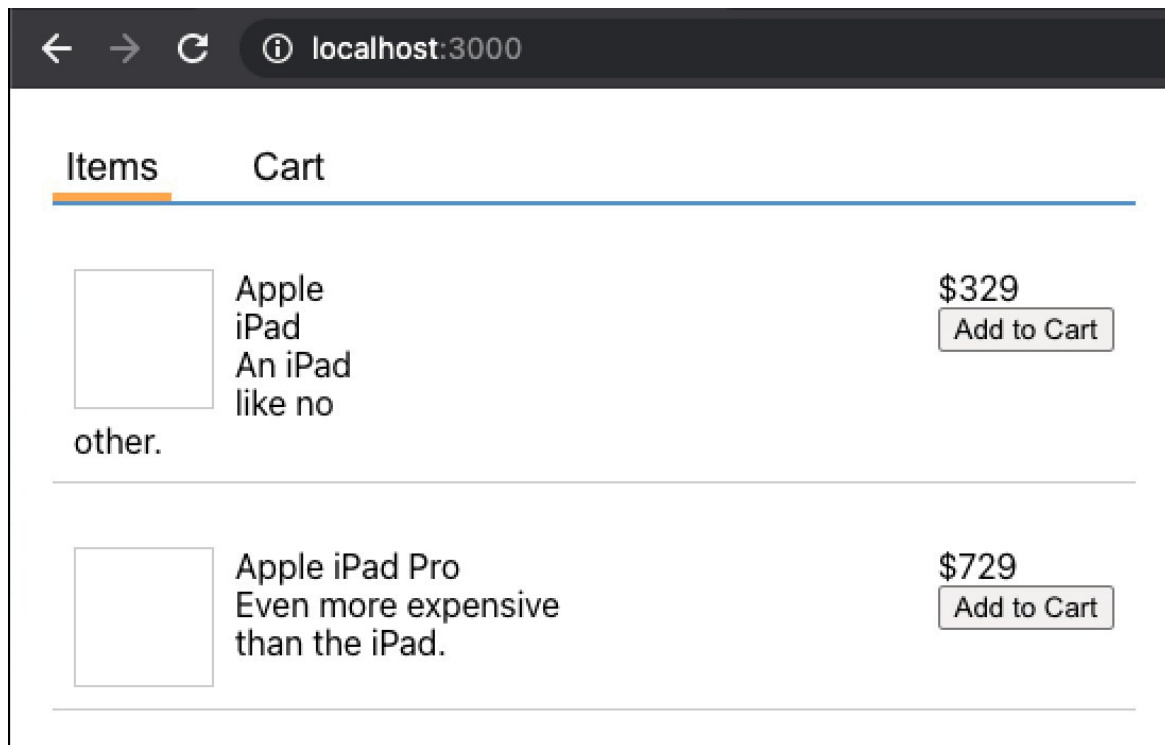 localhost:3000
Items Cart
Apple $329
iPad Add to Cart
An iPad
like no
other.
Apple iPad Pro $729
Even more expensive Add to Cart
than the iPad.